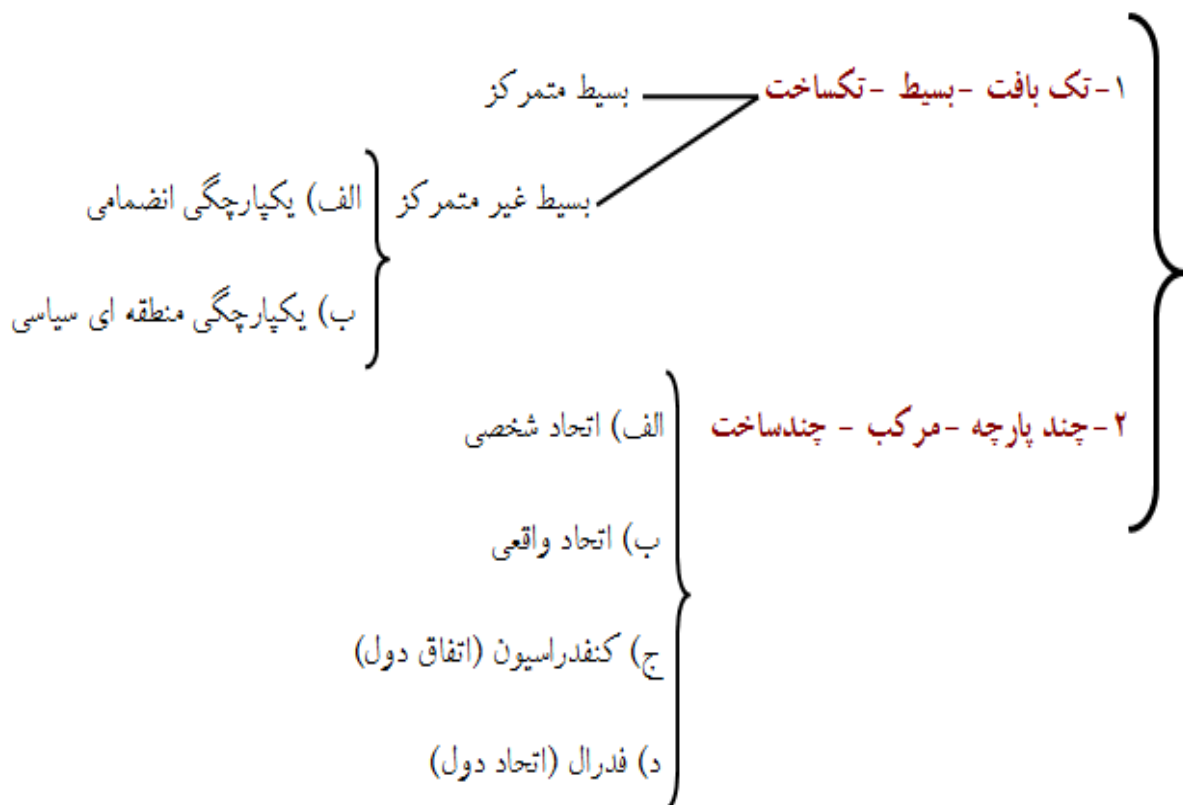 ۱- تک بافت - بسیط - تکساخت
بسیط متمرکز
بسیط غیر متمرکز
الف) یکپارچگی انضمامی
ب) یکپارچگی منطقه ای سیاسی
۲- چند پارچه - مرکب - چندساخت
الف) اتحاد شخصی
ب) اتحاد واقعی
ج) کنفدراسیون (اتفاق دول)
د) فدرال (اتحاد دول)